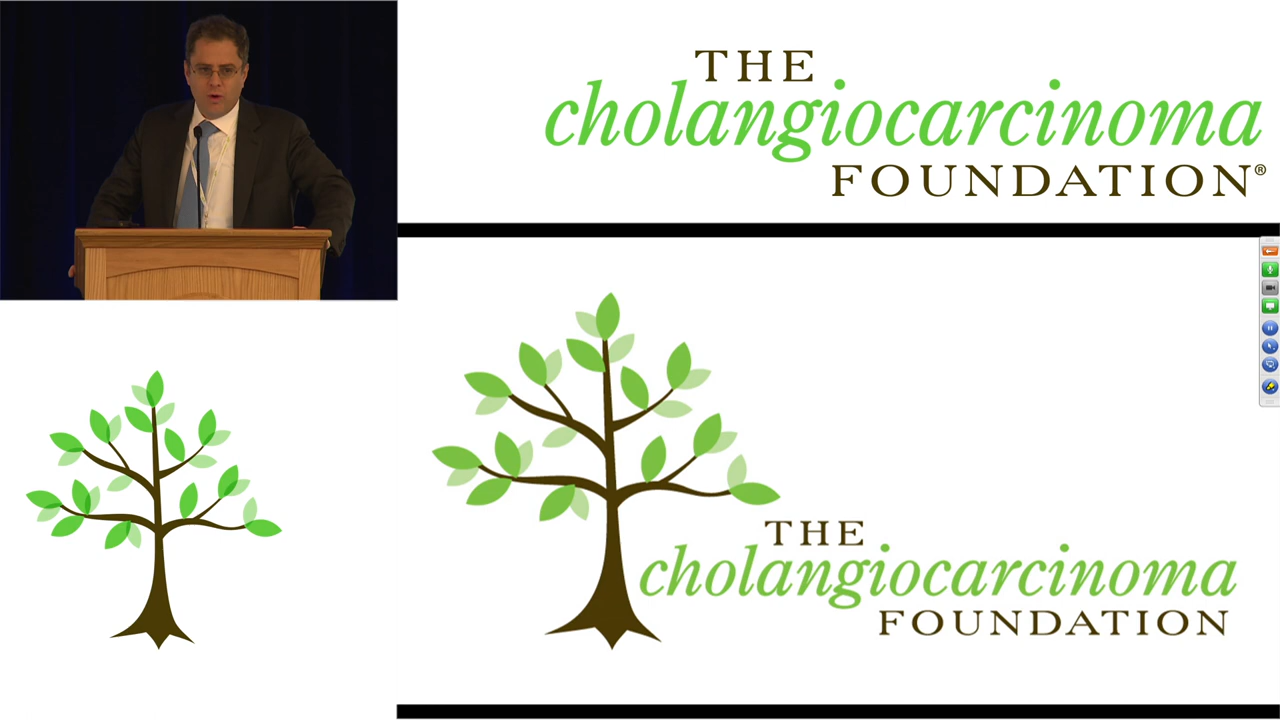 THE
cholangiocarcinoma
FOUNDATION®
THE
cholangiocarcinoma
FOUNDATION